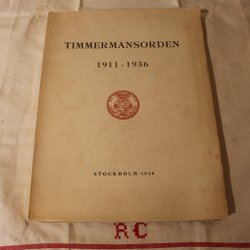 TIMMERMANSORDEN
1911 - 1936
STOCKHOLM 1936
RC